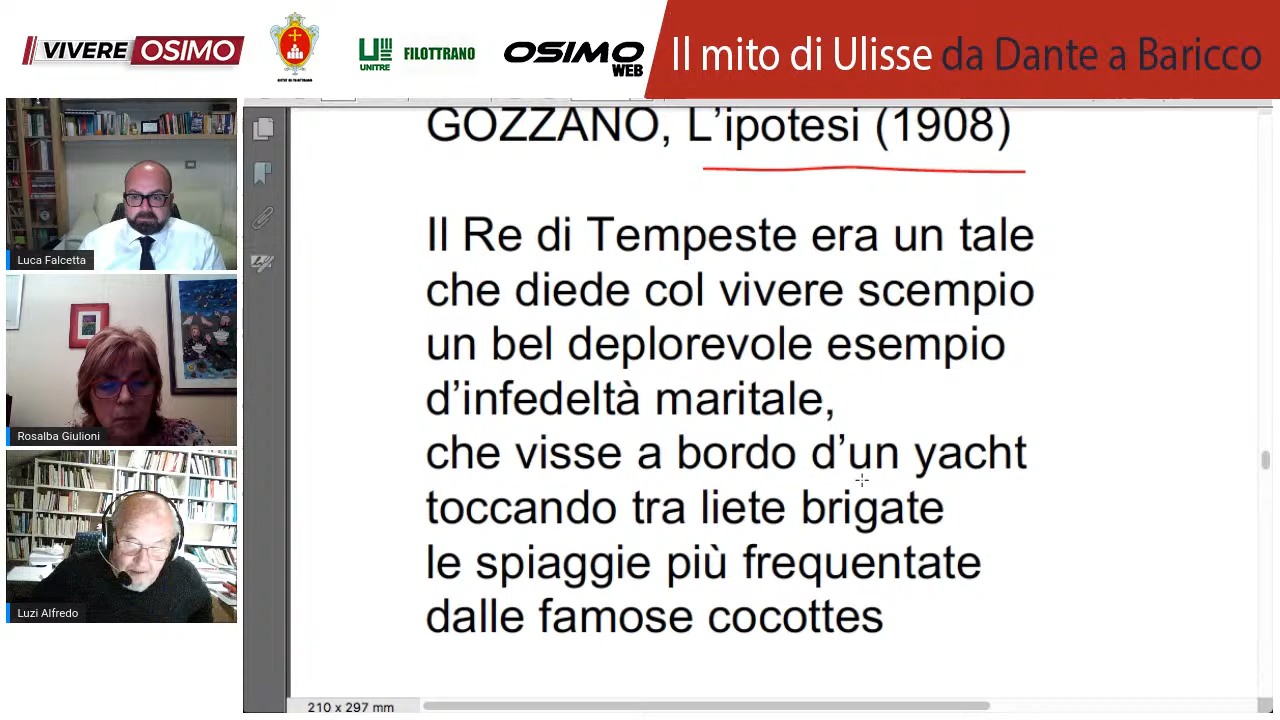 VIVERE OSIMO
UNITRE
FILOTTRANO
OSIMO
WEB
Il mito di Ulisse da Dante a Baricco
Luca Falcetta
Rosalba Giulioni
Luzi Alfredo
GOZZANO, L'ipotesi (1908)
Il Re di Tempeste era un tale
che diede col vivere scempio
un bel deplorevole esempio
d'infedeltà maritale,
che visse a bordo d'un yacht
toccando tra liete brigate
le spiaggie più frequentate
dalle famose cocottes
210 x 297 mm